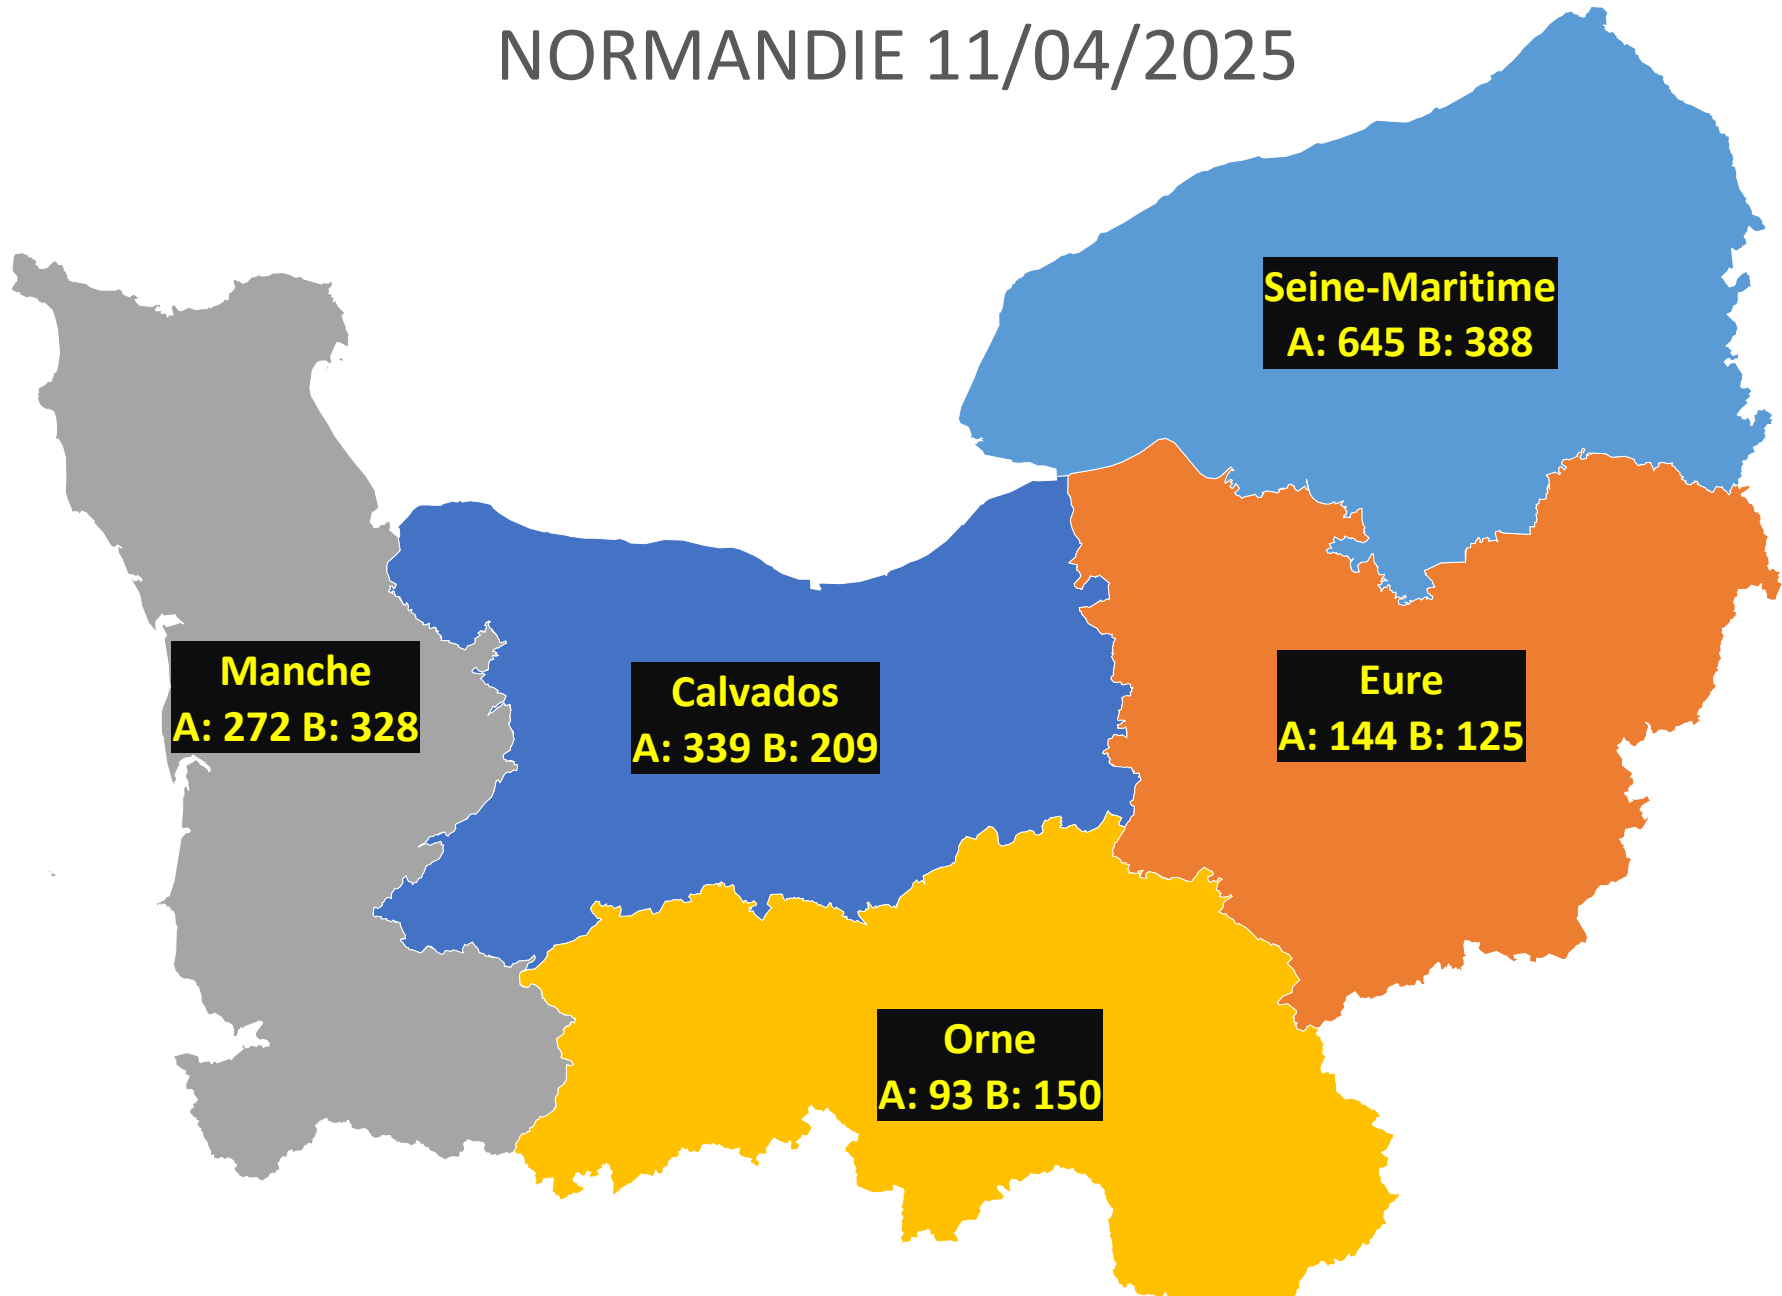 NORMANDIE 11/04/2025
Seine-Maritime
A: 645 B: 388
Manche
A: 272 B: 328
Calvados
A: 339 B: 209
Eure
A: 144 B: 125
Orne
A: 93 B: 150